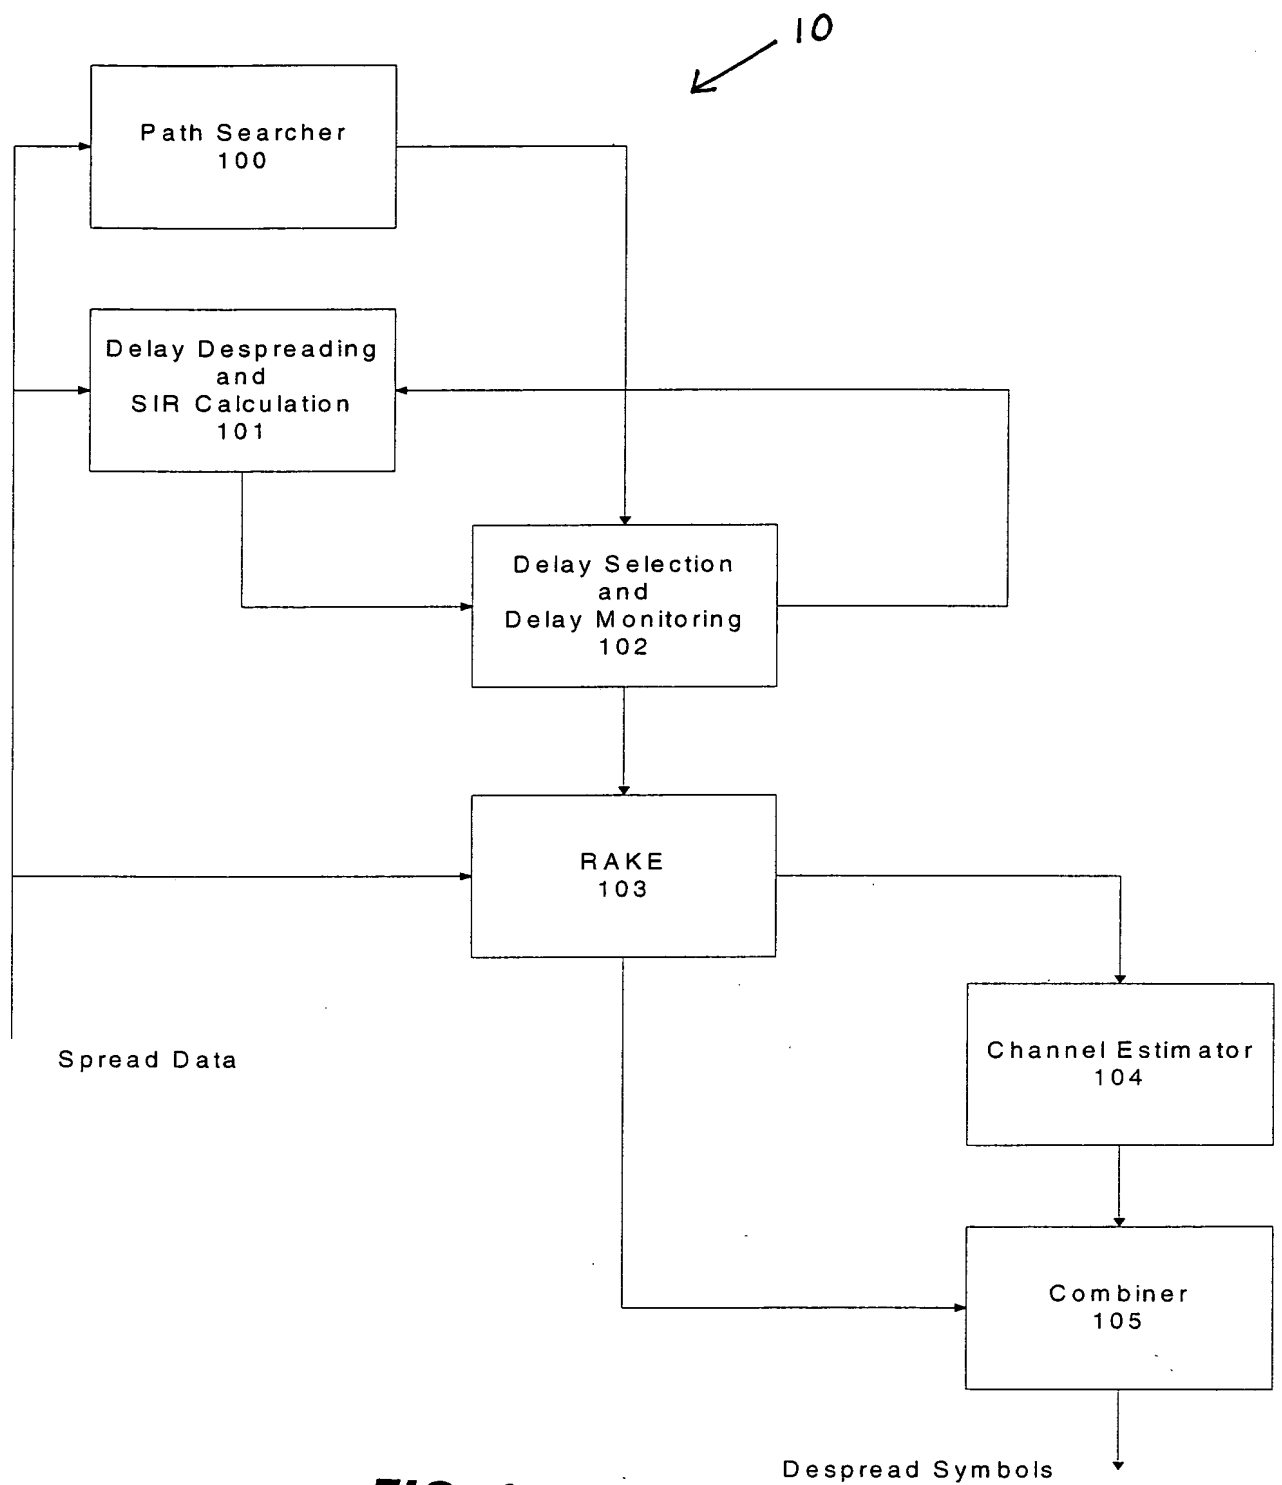 10
Path Searcher
100
Delay Despreading
and
SIR Calculation
101
Delay Selection
and
Delay Monitoring
102
RAKE
103
Spread Data
Channel Estimator
104
Combiner
105
Despread Symbols